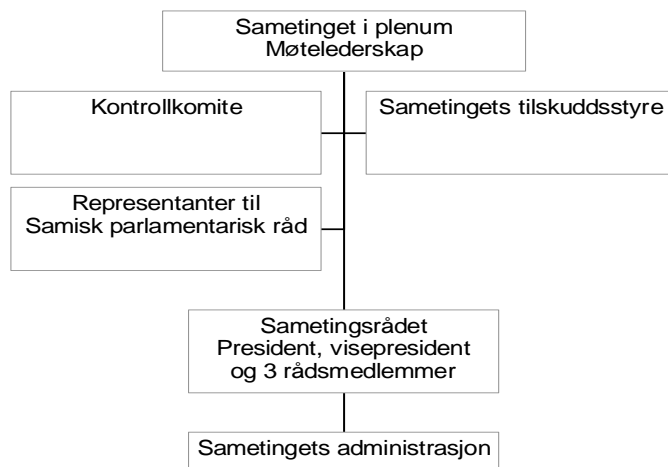 Sametinget i plenum
Møtelederskap
Kontrollkomite
Sametingets tilskuddsstyre
Representanter til
Samisk parlamentarisk råd
Sametingsrådet
President, visepresident
og 3 rådsmedlemmer
Sametingets administrasjon